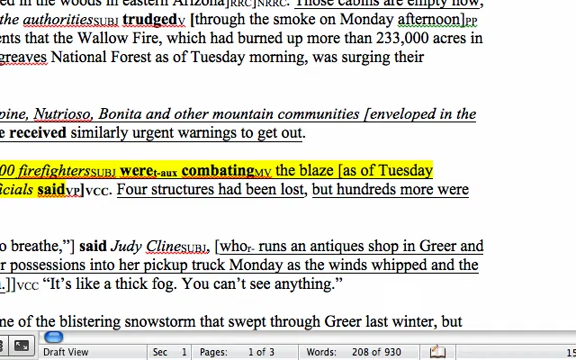 ed in the woods in eastern Arizona]RRC]NRRC. Those cabins are empty now,
the authoritiesSUBJ trudgedV [through the smoke on Monday afternoon]PP
ents that the Wallow Fire, which had burned up more than 233,000 acres in
greaves National Forest as of Tuesday morning, was surging their
pine, Nutrioso, Bonita and other mountain communities [enveloped in the
e received similarly urgent warnings to get out.
00 firefightersSUBJ weret-aux combatingMV the blaze [as of Tuesday
icials saidVP]VCC. Four structures had been lost, but hundreds more were
o breathe,”] said Judy ClineSUBJ, [whor- runs an antiques shop in Greer and
r possessions into her pickup truck Monday as the winds whipped and the
.]]VCC “It’s like a thick fog. You can’t see anything.”
me of the blistering snowstorm that swept through Greer last winter, but
Draft View Sec 1 Pages: 1 of 3 Words: 208 of 930 15